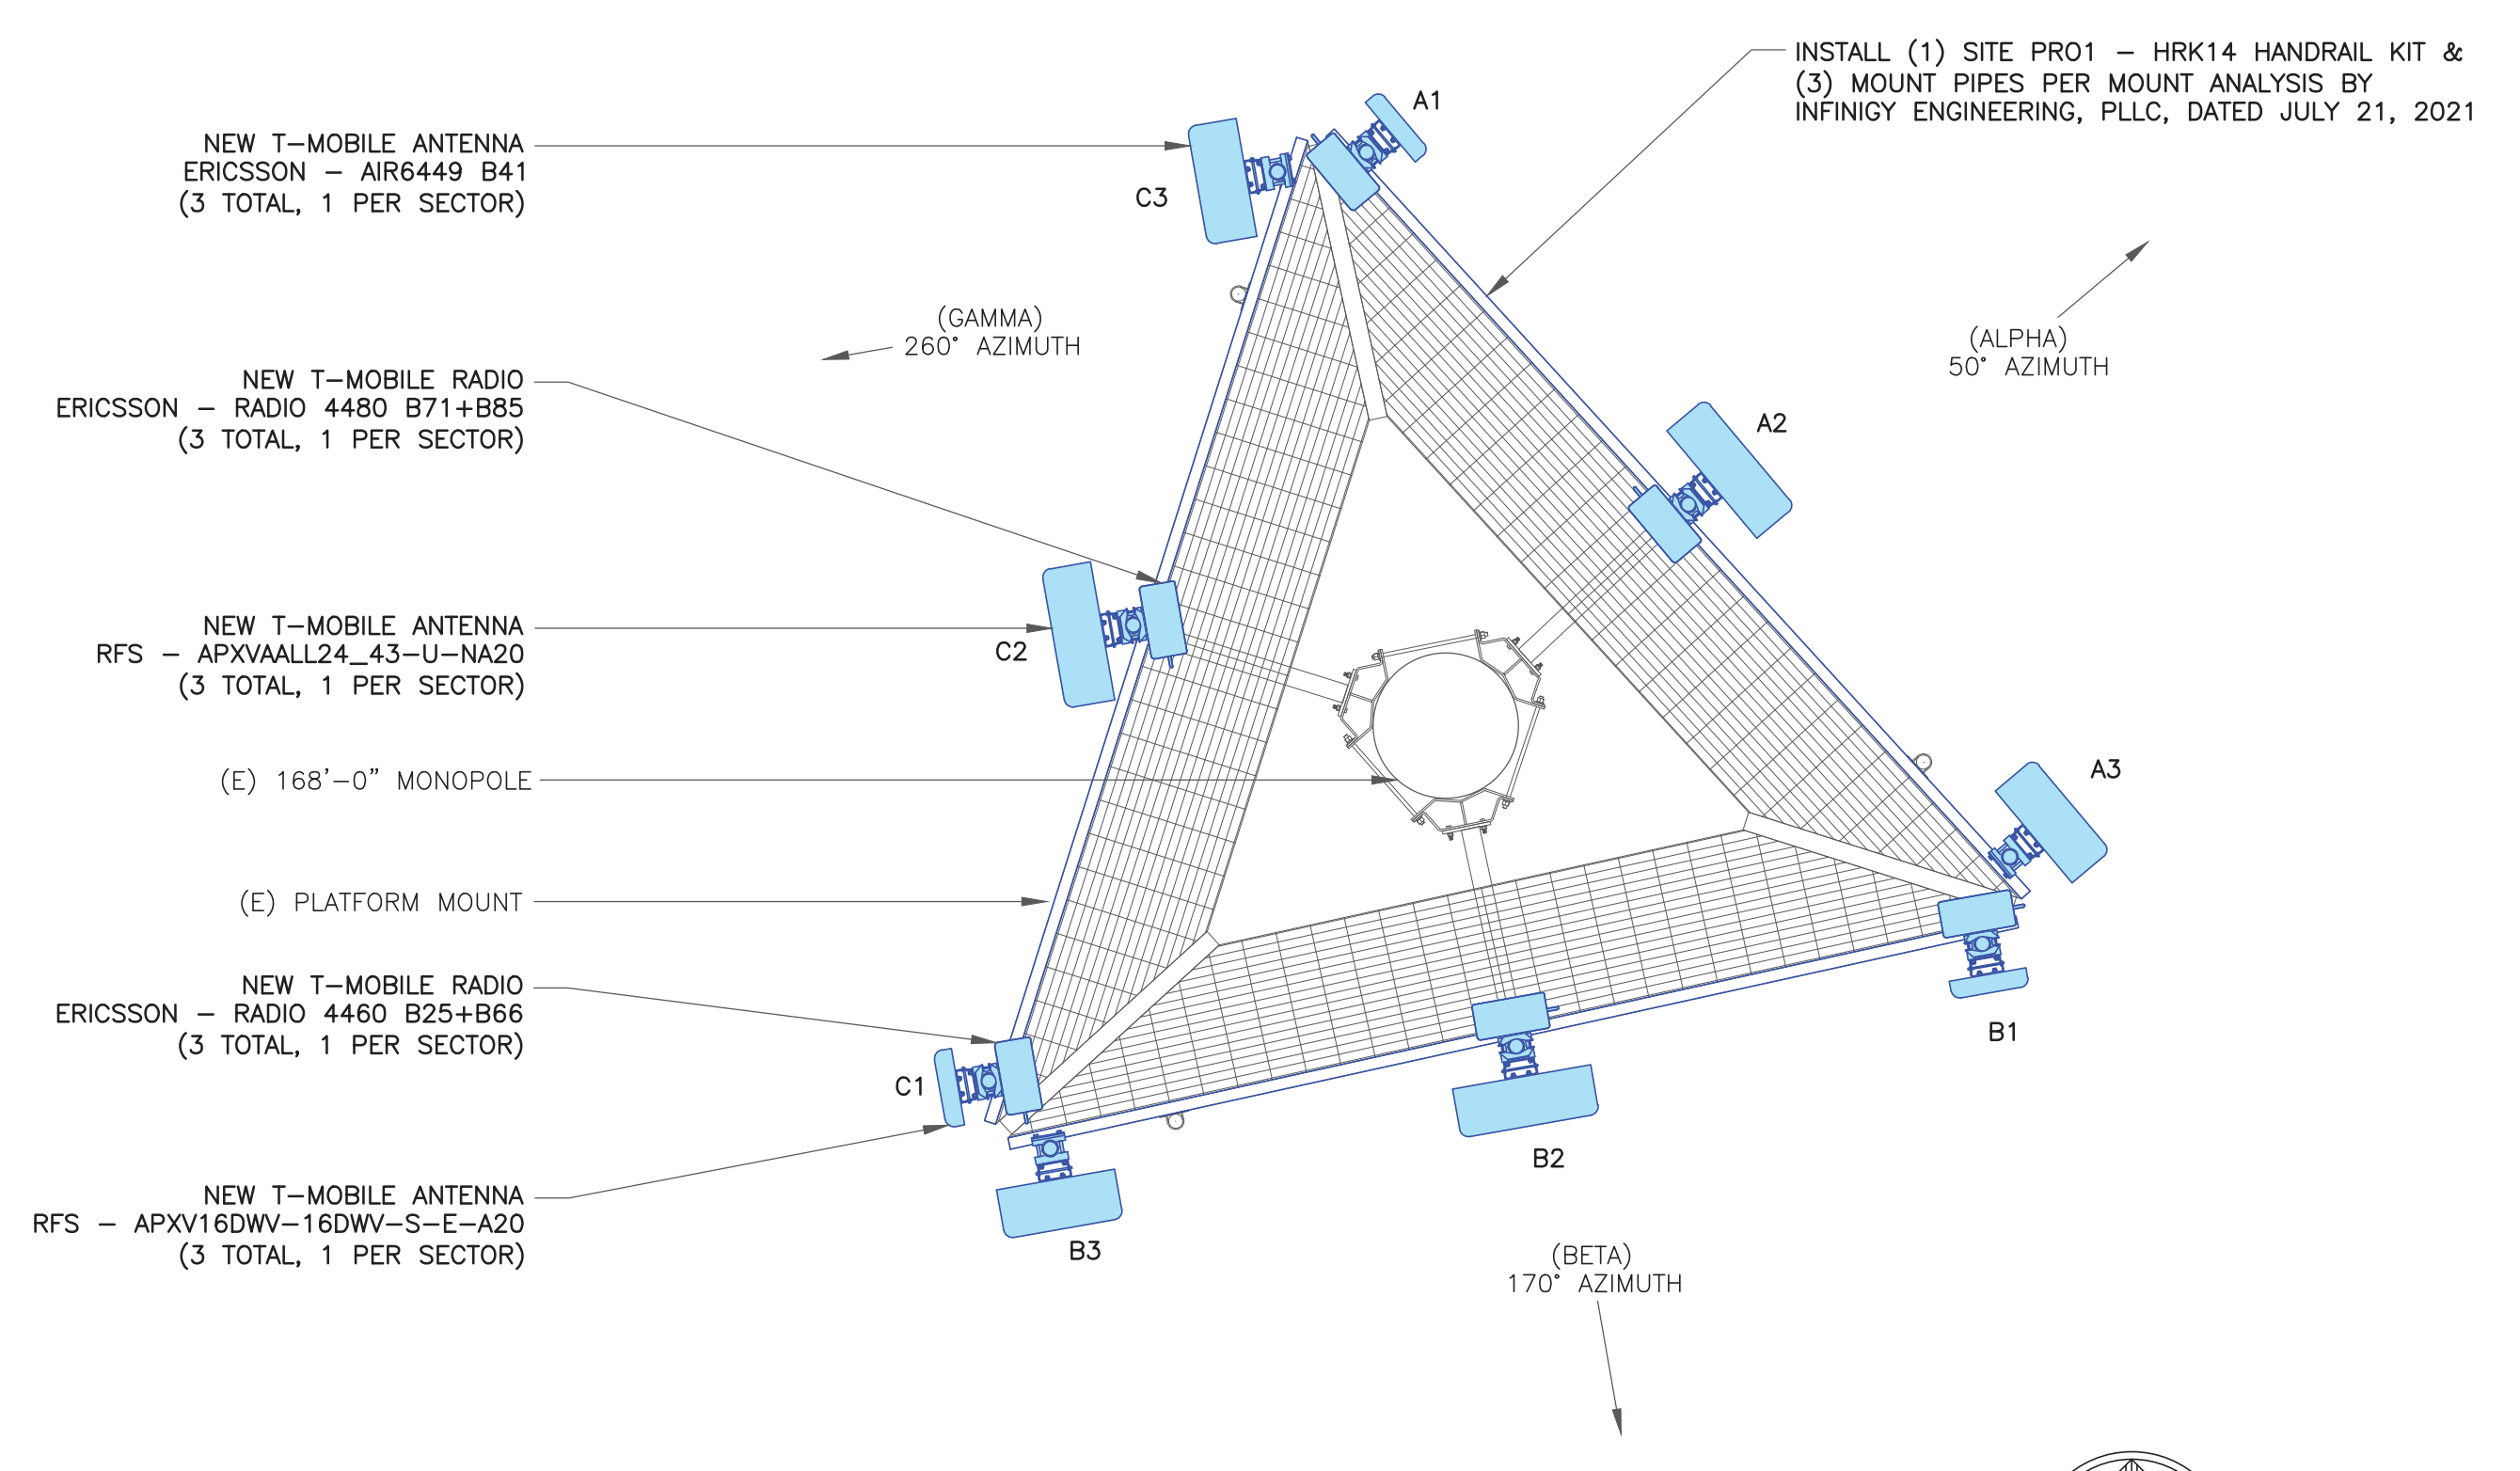 INSTALL (1) SITE PRO1 – HRK14 HANDRAIL KIT &
(3) MOUNT PIPES PER MOUNT ANALYSIS BY
INFINIGY ENGINEERING, PLLC, DATED JULY 21, 2021
A1
NEW T–MOBILE ANTENNA
ERICSSON – AIR6449 B41
(3 TOTAL, 1 PER SECTOR)
C3
(GAMMA)
260° AZIMUTH
(ALPHA)
50° AZIMUTH
NEW T–MOBILE RADIO
ERICSSON – RADIO 4480 B71+B85
(3 TOTAL, 1 PER SECTOR)
A2
NEW T–MOBILE ANTENNA
RFS – APXVAALL24_43–U–NA20
(3 TOTAL, 1 PER SECTOR)
C2
(E) 168'–0" MONOPOLE
A3
(E) PLATFORM MOUNT
NEW T–MOBILE RADIO
ERICSSON – RADIO 4460 B25+B66
(3 TOTAL, 1 PER SECTOR)
B1
C1
B2
NEW T–MOBILE ANTENNA
RFS – APXV16DWV–16DWV–S–E–A20
(3 TOTAL, 1 PER SECTOR)
B3
(BETA)
170° AZIMUTH